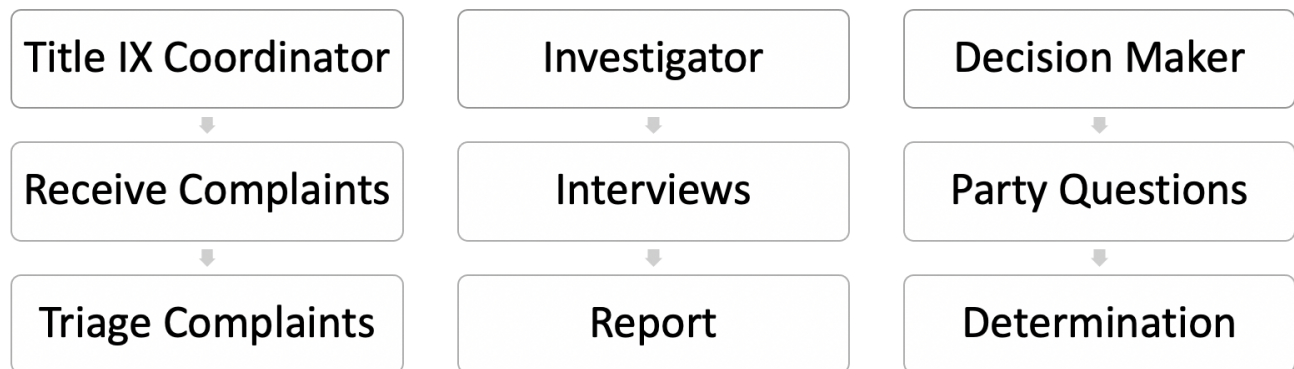 Title IX Coordinator
Receive Complaints
Triage Complaints
Investigator
Interviews
Report
Decision Maker
Party Questions
Determination